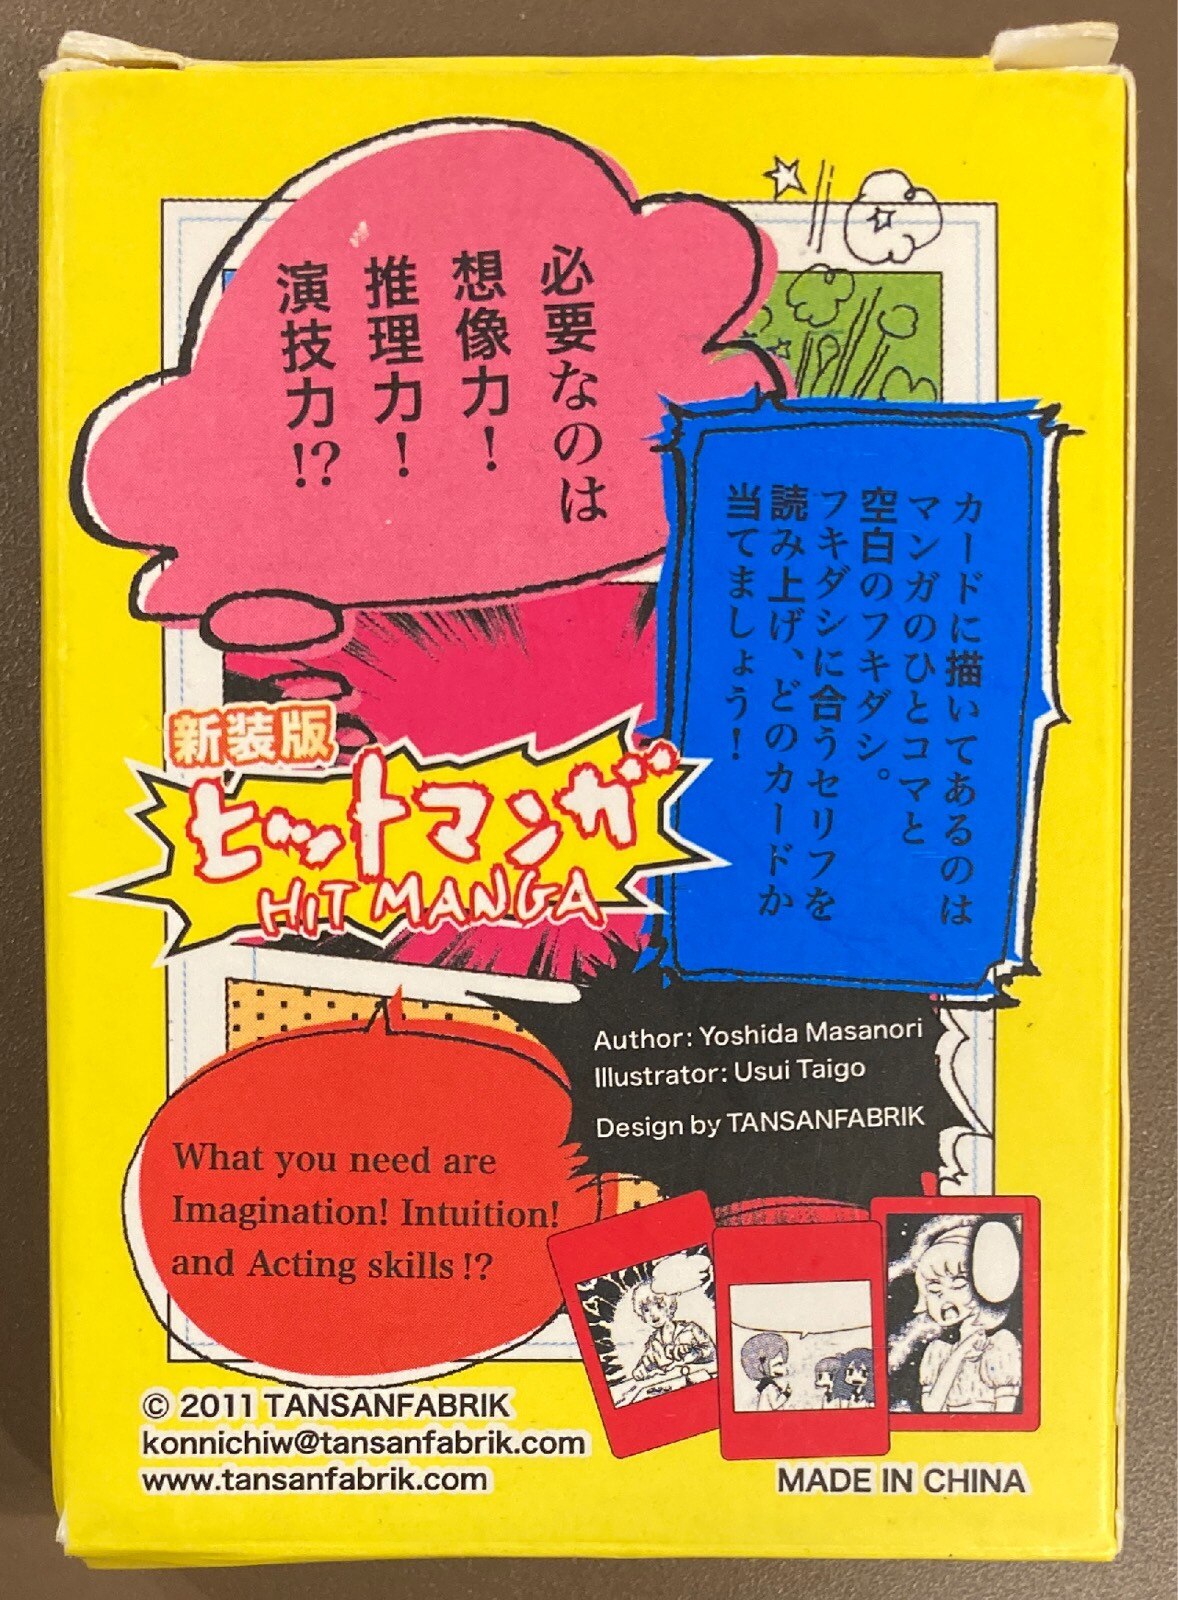 必要なのは
想像力！
推理力！
演技力!?
カードに描いてあるのは
マンガのひとコマと
空白のフキダシ。
フキダシに合うセリフを
読み上げ、どのカードか
当てましょう！
新装版
ヒットマンガ
HIT MANGA
Author: Yoshida Masanori
Illustrator: Usui Taigo
Design by TANSANFABRIK
What you need are
Imagination! Intuition!
and Acting skills !?
© 2011 TANSANFABRIK
konnichiw@tansanfabrik.com
www.tansanfabrik.com
MADE IN CHINA